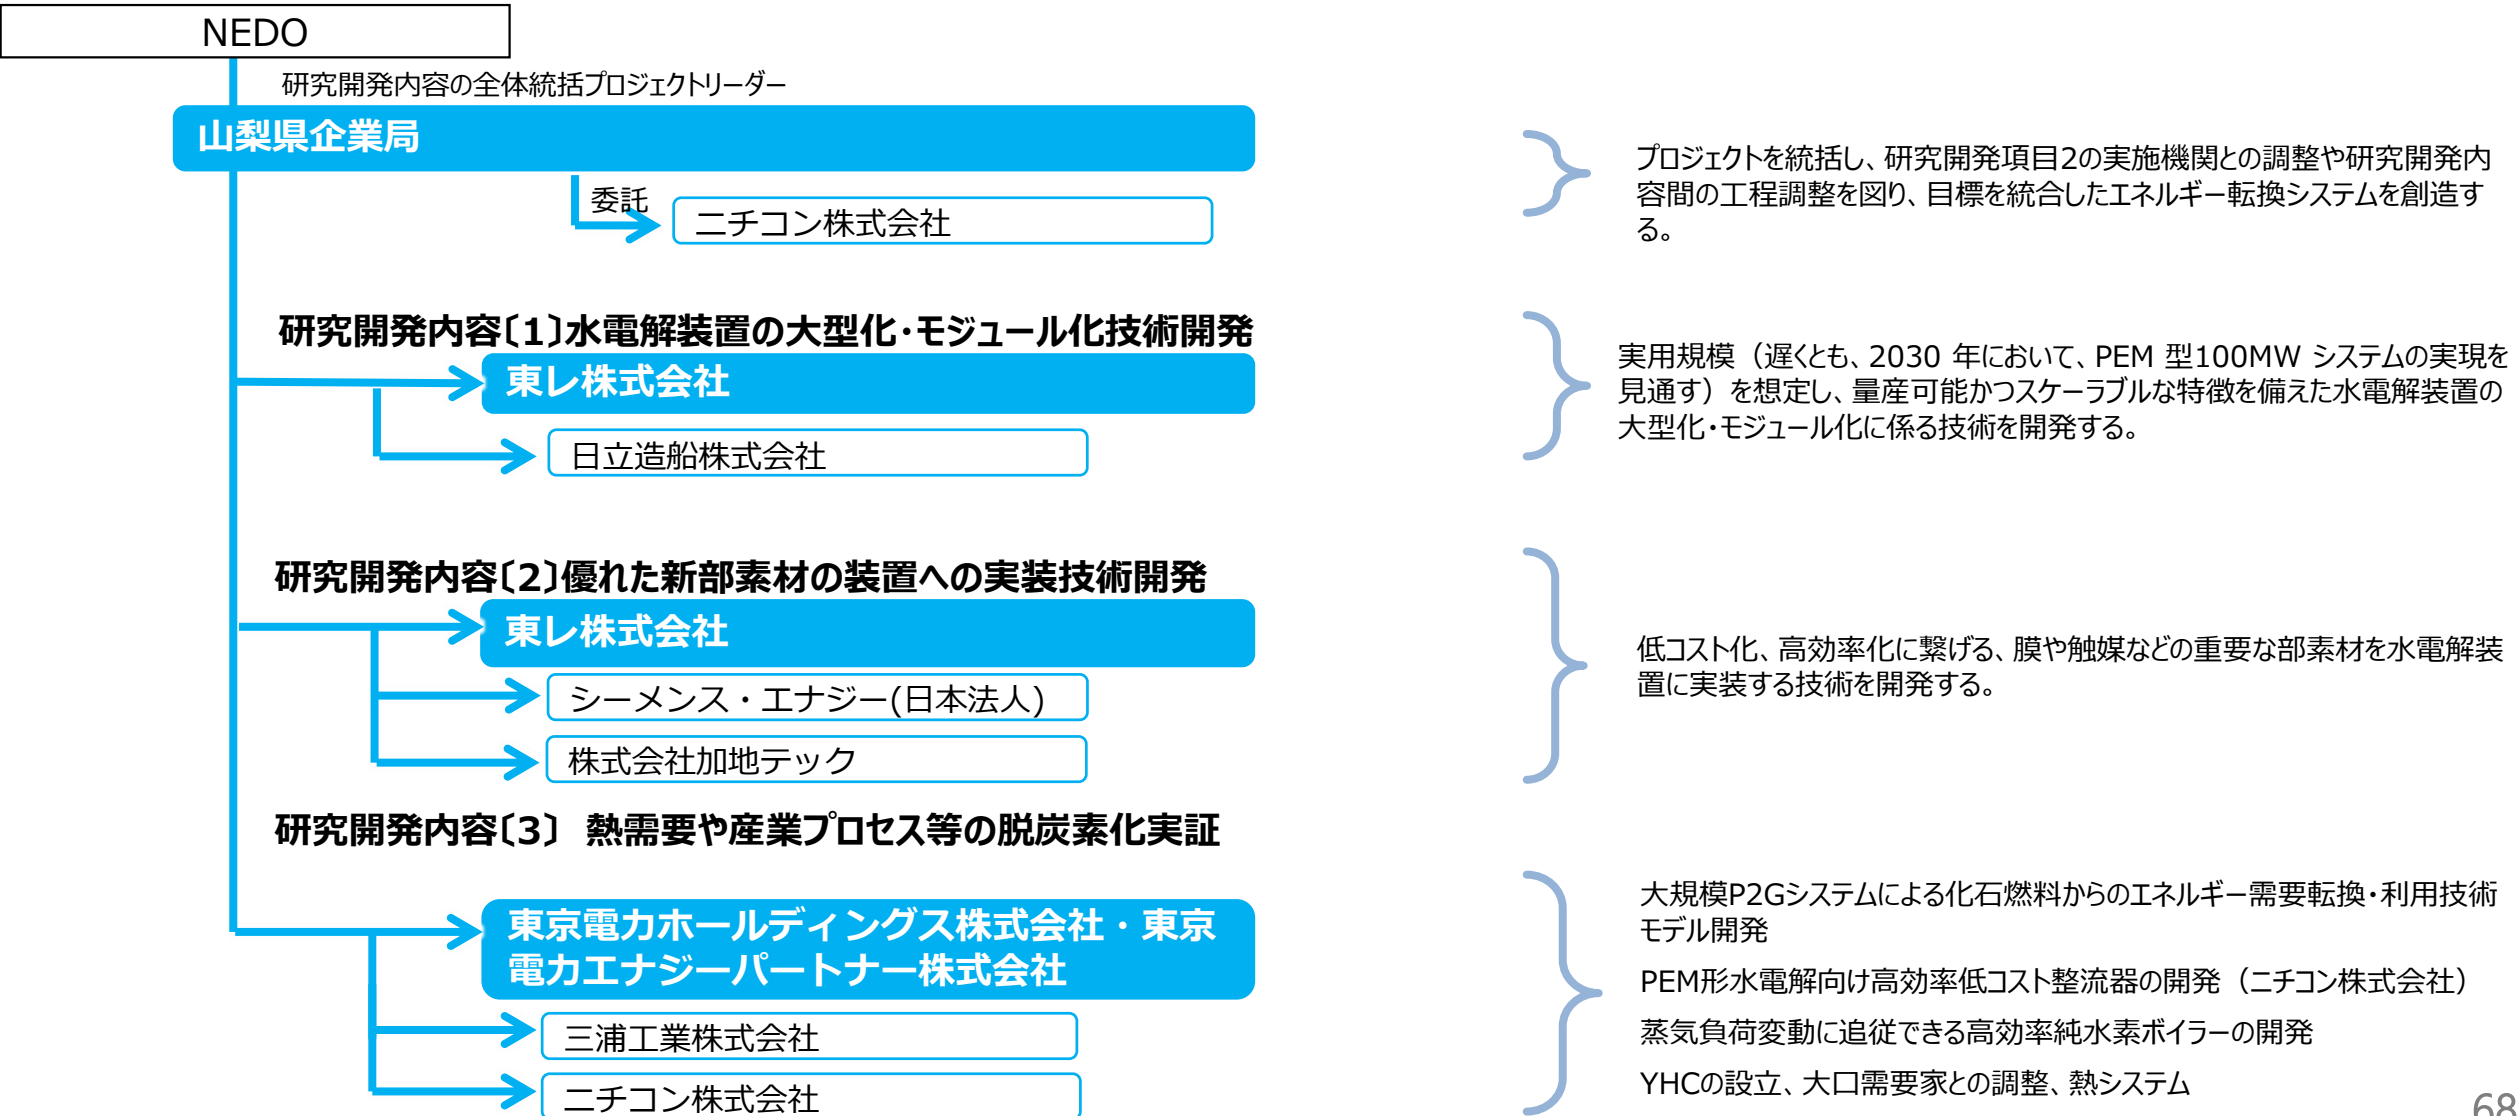 NEDO
研究開発内容の全体統括プロジェクトリーダー
山梨県企業局
委託
ニチコン株式会社
プロジェクトを統括し、研究開発項目2の実施機関との調整や研究開発内
容間の工程調整を図り、目標を統合したエネルギー転換システムを創造す
る。
研究開発内容〔1〕水電解装置の大型化・モジュール化技術開発
東レ株式会社
日立造船株式会社
実用規模（遅くとも、2030 年において、PEM 型100MW システムの実現を
見通す）を想定し、量産可能かつスケーラブルな特徴を備えた水電解装置の
大型化・モジュール化に係る技術を開発する。
研究開発内容〔2〕優れた新部素材の装置への実装技術開発
東レ株式会社
シーメンス・エナジー(日本法人)
株式会社加地テック
低コスト化、高効率化に繋げる、膜や触媒などの重要な部素材を水電解装
置に実装する技術を開発する。
研究開発内容〔3〕 熱需要や産業プロセス等の脱炭素化実証
東京電力ホールディングス株式会社・東京
電力エナジーパートナー株式会社
三浦工業株式会社
ニチコン株式会社
大規模P2Gシステムによる化石燃料からのエネルギー需要転換・利用技術
モデル開発
PEM形水電解向け高効率低コスト整流器の開発（ニチコン株式会社）
蒸気負荷変動に追従できる高効率純水素ボイラーの開発
YHCの設立、大口需要家との調整、熱システム
68